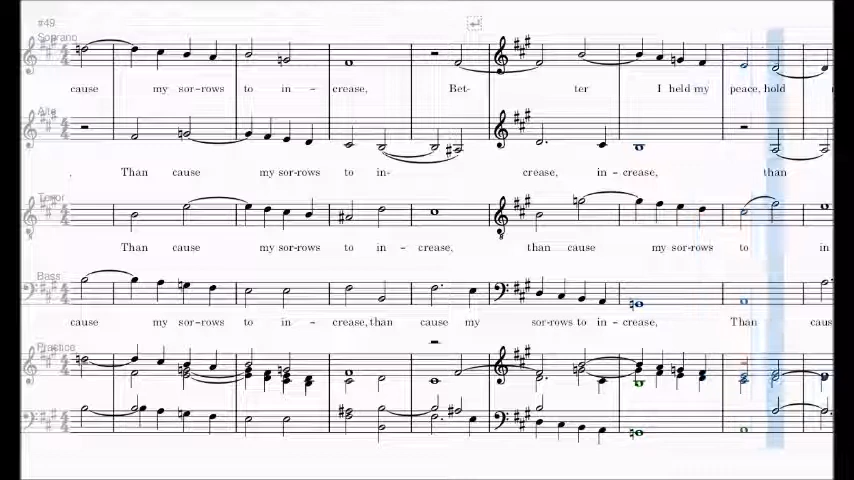 #49
Soprano
cause my sor-rows to in - crease, Bet- ter I held my peace, hold
Alto
Than cause my sor-rows to in- crease, in - crease, than
Tenor
Than cause my sor-rows to in - crease, than cause my sor-rows to in
Bass
cause my sor-rows to in - crease, than cause my sor-rows to in - crease, Than caus
Practice